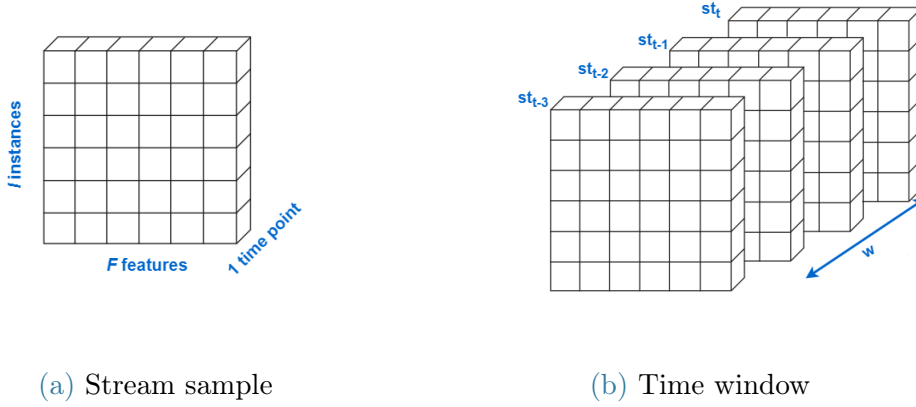 I instances
F features
1 time point
st_t
st_t-1
st_t-2
st_t-3
w
(a) Stream sample
(b) Time window